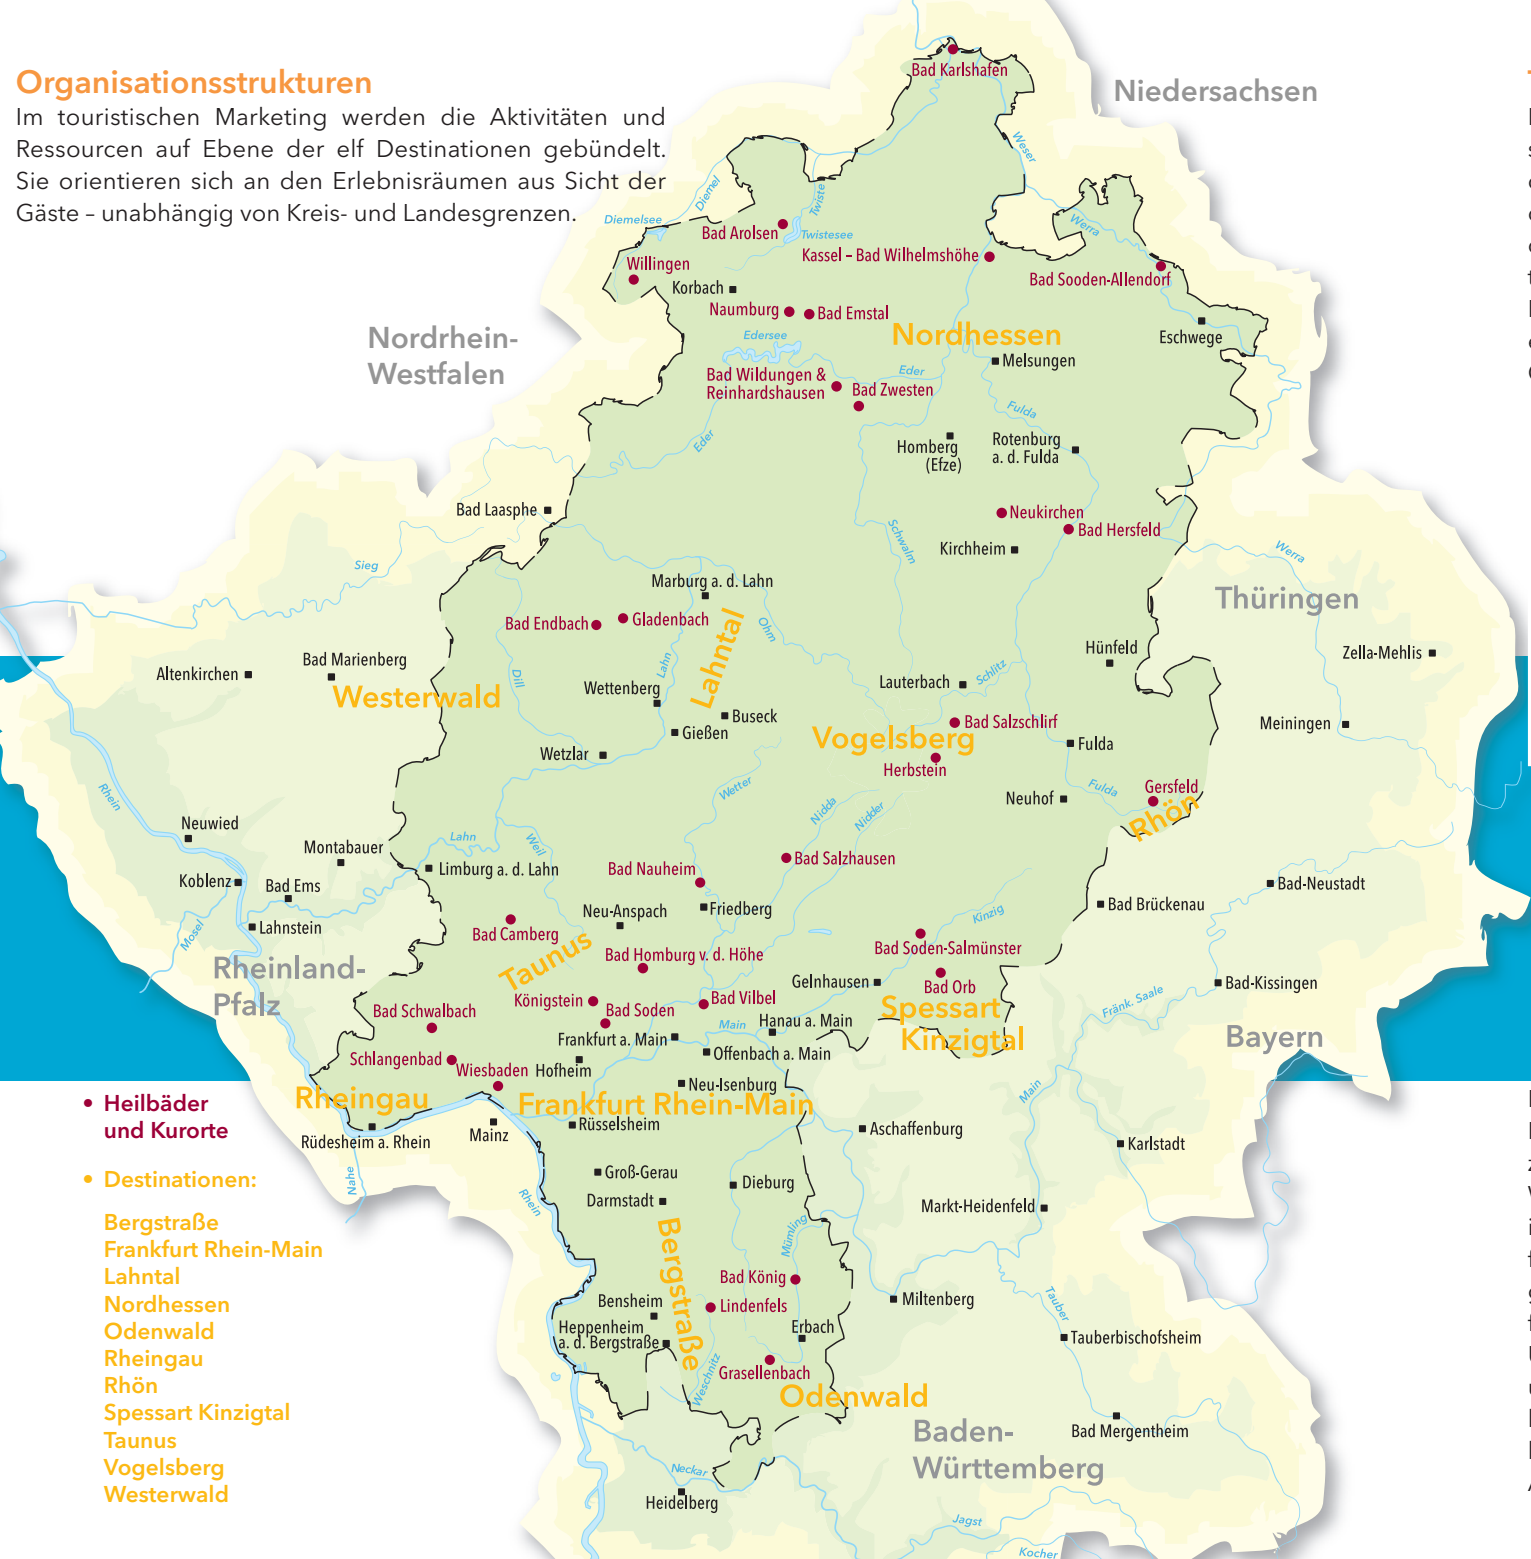 Organisationsstrukturen
Im touristischen Marketing werden die Aktivitäten und
Ressourcen auf Ebene der elf Destinationen gebündelt.
Sie orientieren sich an den Erlebnisräumen aus Sicht der
Gäste – unabhängig von Kreis- und Landesgrenzen.
Niedersachsen
Nordrhein-
Westfalen
Thüringen
Rheinland-
Pfalz
Bayern
Baden-
Württemberg
Bad Karlshafen
Weser
Diemel
Diemelsee
Twiste
Twistesee
Werra
Bad Arolsen
Kassel – Bad Wilhelmshöhe
Bad Sooden-Allendorf
Willingen
Korbach
Naumburg
Bad Emstal
Nordhessen
Eschwege
Edersee
Melsungen
Eder
Bad Wildungen &
Reinhardshausen
Bad Zwesten
Fulda
Eder
Homberg
(Efze)
Rotenburg
a. d. Fulda
Bad Laasphe
Neukirchen
Bad Hersfeld
Schwalm
Kirchheim
Werra
Sieg
Marburg a. d. Lahn
Bad Endbach
Gladenbach
Lahntal
Ohm
Hünfeld
Zella-Mehlis
Altenkirchen
Bad Marienberg
Westerwald
Dill
Lahn
Wettenberg
Lauterbach
Schlitz
Buseck
Gießen
Bad Salzschlirf
Meiningen
Vogelsberg
Wetzlar
Fulda
Herbstein
Rhein
Wetter
Nidda
Nidder
Neuhof
Fulda
Gersfeld
Rhön
Neuwied
Montabauer
Lahn
Weil
Limburg a. d. Lahn
Bad Nauheim
Bad Salzhausen
Koblenz
Bad Ems
Bad-Neustadt
Neu-Anspach
Friedberg
Bad Brückenau
Kinzig
Mosel
Lahnstein
Bad Camberg
Taunus
Bad Homburg v. d. Höhe
Bad Soden-Salmünster
Gelnhausen
Bad Orb
Bad-Kissingen
Königstein
Bad Vilbel
Fränk. Saale
Bad Schwalbach
Bad Soden
Spessart
Kinzigtal
Main
Hanau a. Main
Frankfurt a. Main
Offenbach a. Main
Schlangenbad
Wiesbaden
Hofheim
Neu-Isenburg
Main
Rheingau
Frankfurt Rhein-Main
Rüdesheim a. Rhein
Mainz
Rüsselsheim
Aschaffenburg
Karlstadt
Nahe
Rhein
Groß-Gerau
Dieburg
Darmstadt
Markt-Heidenfeld
Mümling
Bergstraße
Bad König
Bensheim
Lindenfels
Miltenberg
Tauber
Heppenheim
a. d. Bergstraße
Erbach
Tauberbischofsheim
Weschnitz
Grasellenbach
Odenwald
Bad Mergentheim
Neckar
Heidelberg
Jagst
Kocher
• Heilbäder
und Kurorte
• Destinationen:
Bergstraße
Frankfurt Rhein-Main
Lahntal
Nordhessen
Odenwald
Rheingau
Rhön
Spessart Kinzigtal
Taunus
Vogelsberg
Westerwald